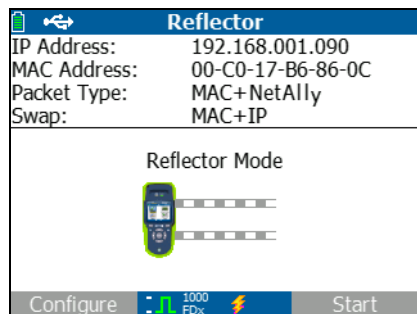 Reflector
IP Address: 192.168.001.090
MAC Address: 00-C0-17-B6-86-0C
Packet Type: MAC+NetAlly
Swap: MAC+IP
Reflector Mode
Configure 1000 FDx Start